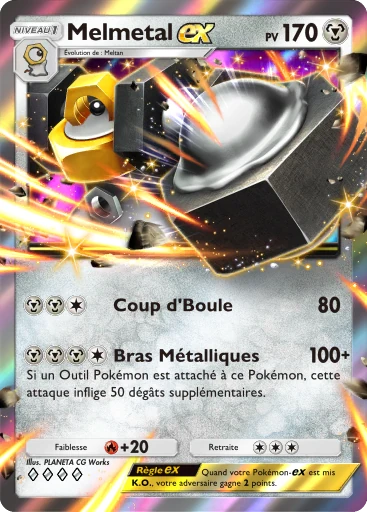 NIVEAU 1 Melmetal ex PV 170
Évolution de : Meltan
Coup d'Boule 80
Bras Métalliques 100+
Si un Outil Pokémon est attaché à ce Pokémon, cette
attaque inflige 50 dégâts supplémentaires.
Faiblesse +20 Retraite
Illus. PLANETA CG Works
Règle ex Quand votre Pokémon-ex est mis
K.O., votre adversaire gagne 2 points.